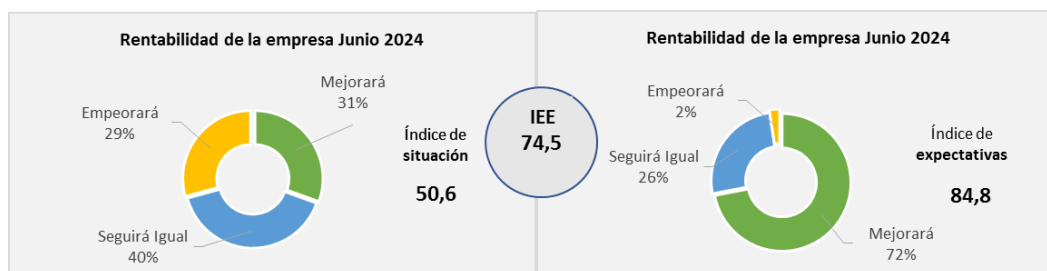 Rentabilidad de la empresa Junio 2024
Mejorará
31%
Empeorará
29%
Seguirá Igual
40%
Índice de
situación
50,6
IEE
74,5
Rentabilidad de la empresa Junio 2024
Empeorará
2%
Seguirá Igual
26%
Mejorará
72%
Índice de
expectativas
84,8